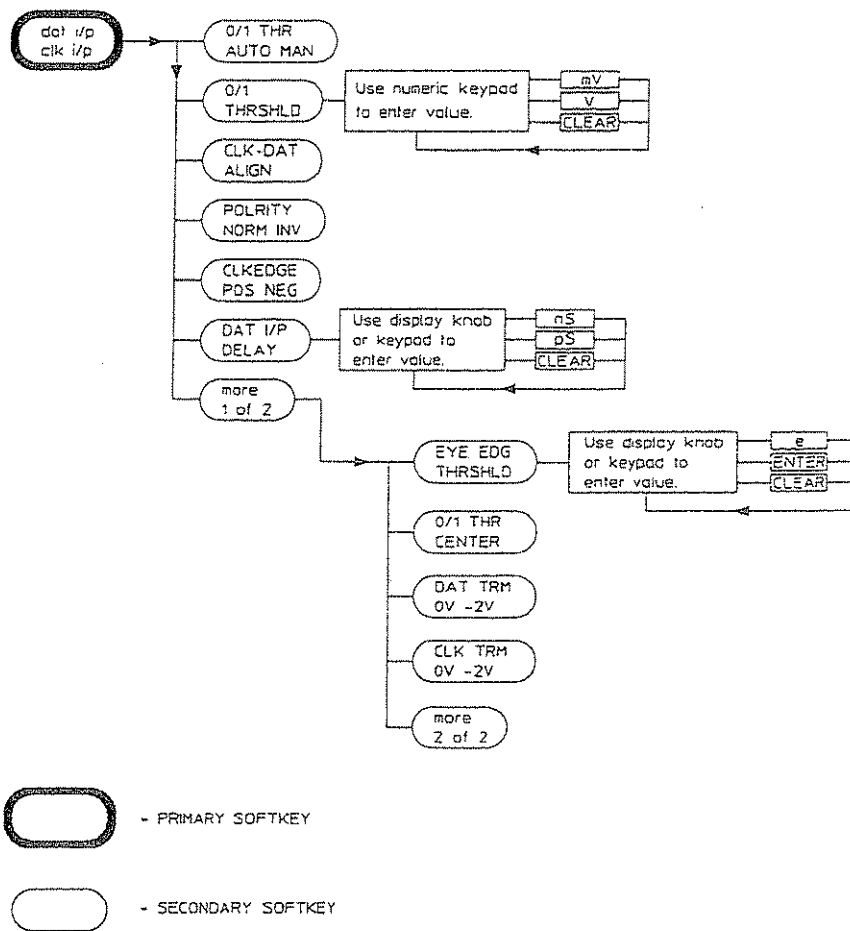 dat i/p
clk i/p
0/1 THR
AUTO MAN
0/1
THRSHLD
Use numeric keypad
to enter value.
mV
V
CLEAR
CLK-DAT
ALIGN
POLRITY
NORM INV
CLKEDGE
POS NEG
DAT I/P
DELAY
Use display knob
or keypad to
enter value.
nS
pS
CLEAR
more
1 of 2
EYE EDG
THRSHLD
Use display knob
or keypad to
enter value.
e
ENTER
CLEAR
0/1 THR
CENTER
DAT TRM
0V -2V
CLK TRM
0V -2V
more
2 of 2
- PRIMARY SOFTKEY
- SECONDARY SOFTKEY